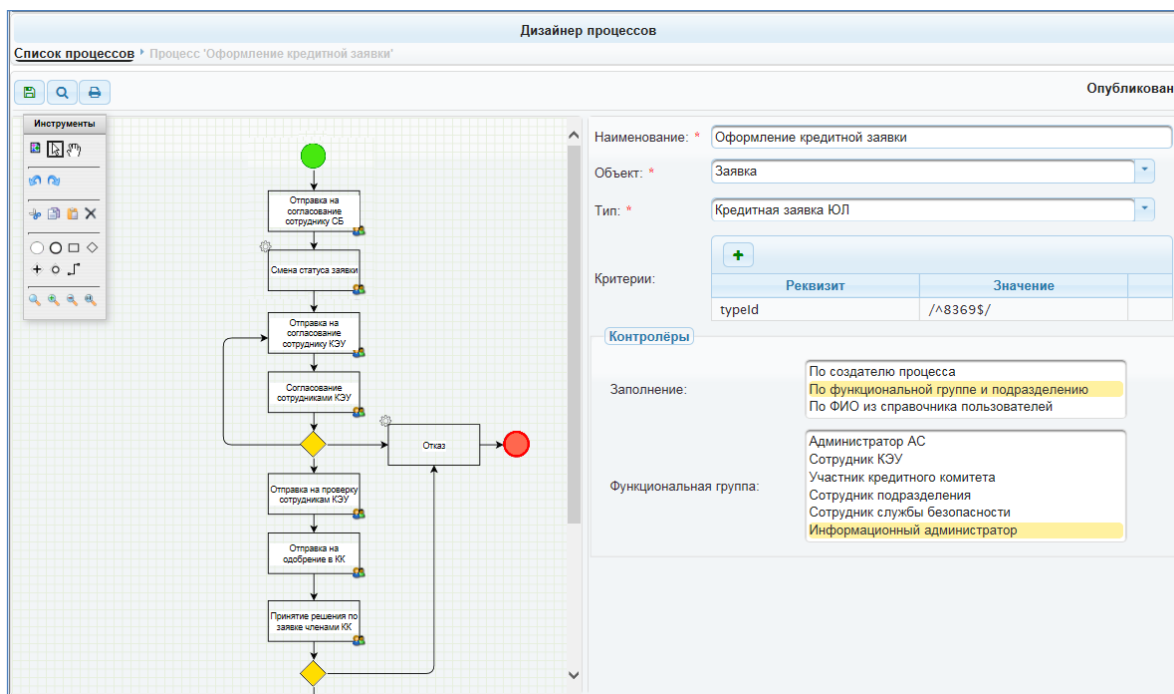 Дизайнер процессов
Список процессов Процесс 'Оформление кредитной заявки'
Опубликован
Инструменты
Отправка на
согласование
сотруднику СБ
Смена статуса заявки
Отправка на
согласование
сотруднику КЭУ
Согласование
сотрудниками КЭУ
Отказ
Отправка на проверку
сотрудникам КЭУ
Отправка на
одобрение в КК
Принятие решения по
заявке членами КК
Наименование: * Оформление кредитной заявки
Объект: * Заявка
Тип: * Кредитная заявка ЮЛ
Критерии:
Реквизит Значение
typeId /^8369$/
Контролёры
Заполнение:
По создателю процесса
По функциональной группе и подразделению
По ФИО из справочника пользователей
Функциональная группа:
Администратор АС
Сотрудник КЭУ
Участник кредитного комитета
Сотрудник подразделения
Сотрудник службы безопасности
Информационный администратор